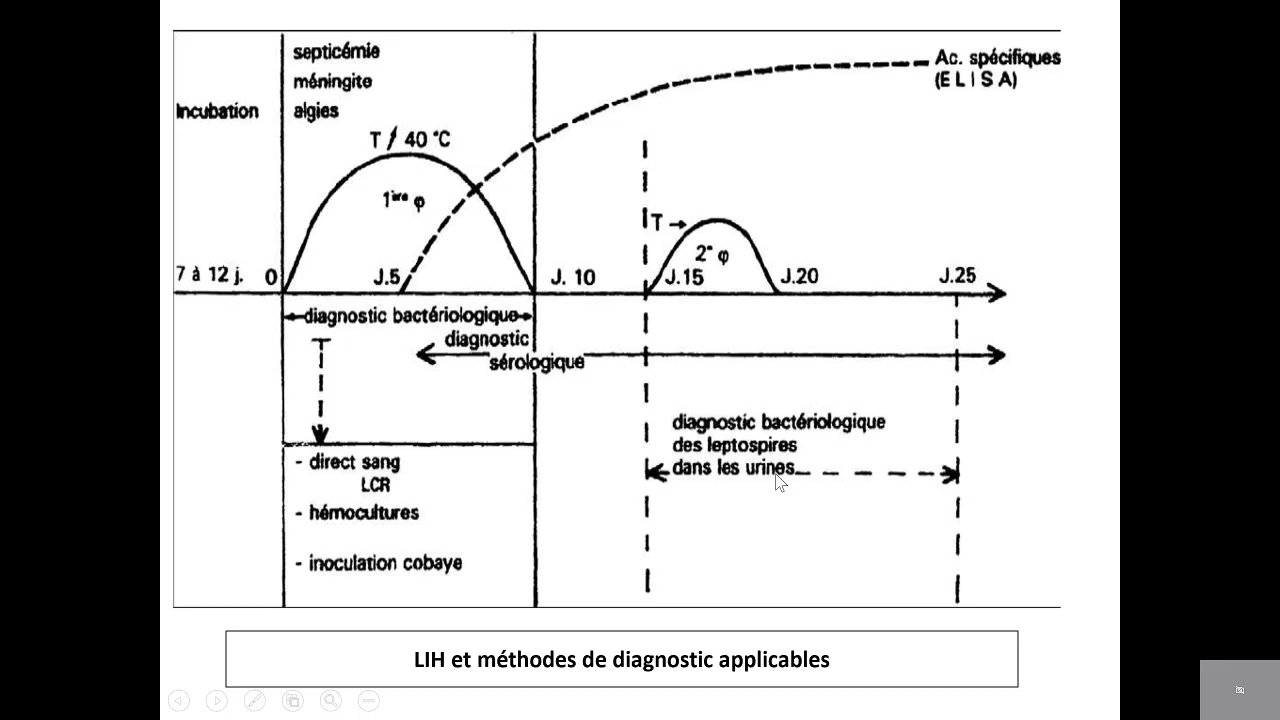 septicémie
méningite
algies
Incubation
Ac. spécifiques
(E L I S A)
T ↗ 40 °C
1ière φ
T →
2° φ
7 à 12 j.
0
J.5
J. 10
J.15
J.20
J.25
diagnostic bactériologique
diagnostic
sérologique
diagnostic bactériologique
des leptospires
dans les urines
- direct sang
LCR
- hémocultures
- inoculation cobaye
LIH et méthodes de diagnostic applicables